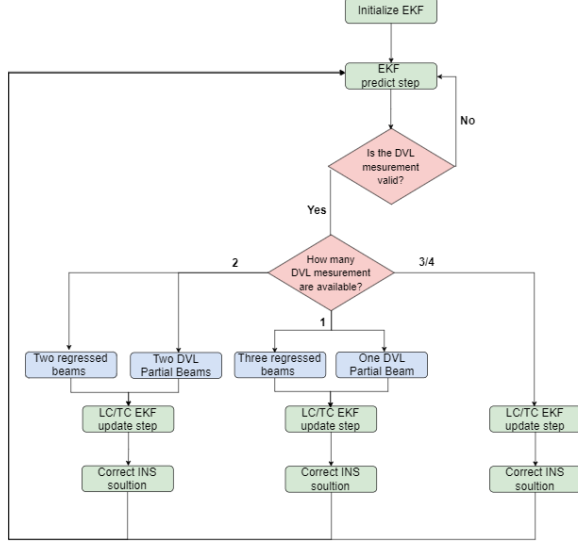 Initialize EKF
EKF
predict step
No
Is the DVL
mesurement
valid?
Yes
How many
DVL mesurement
are available?
2
3/4
1
Two regressed
beams
Two DVL
Partial Beams
Three regressed
beams
One DVL
Partial Beam
LC/TC EKF
update step
LC/TC EKF
update step
LC/TC EKF
update step
Correct INS
soultion
Correct INS
soultion
Correct INS
soultion